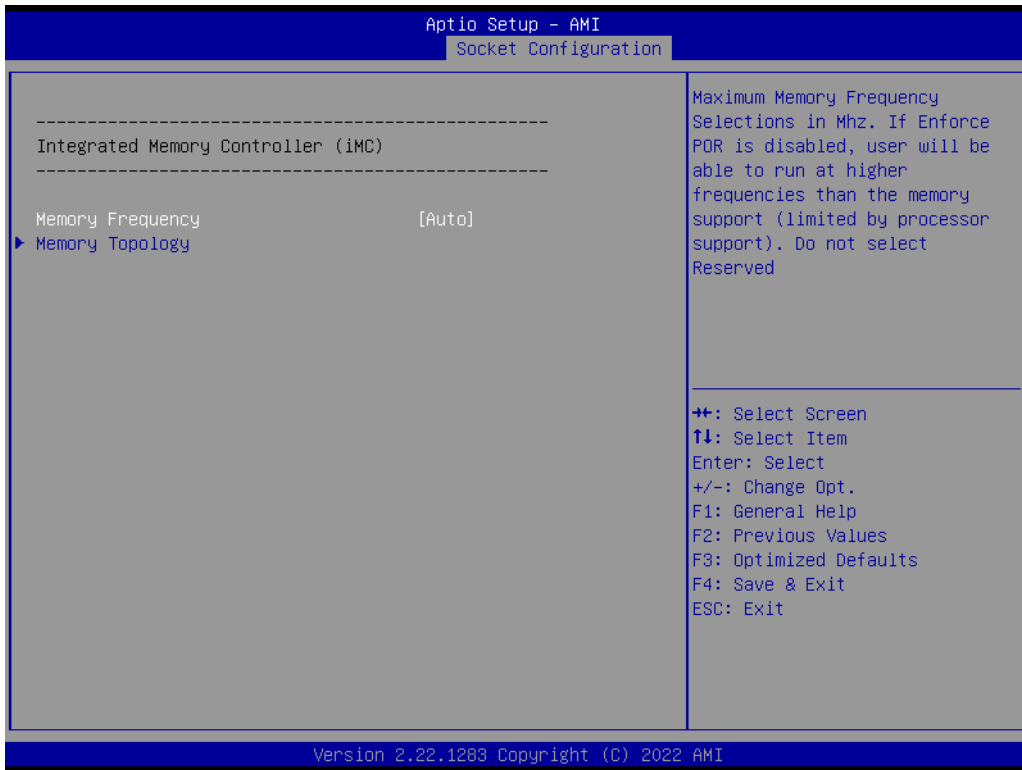 Aptio Setup – AMI
Socket Configuration
--------------------------------------------------
Integrated Memory Controller (iMC)
--------------------------------------------------
Memory Frequency [Auto]
Memory Topology
Maximum Memory Frequency
Selections in Mhz. If Enforce
POR is disabled, user will be
able to run at higher
frequencies than the memory
support (limited by processor
support). Do not select
Reserved
→←: Select Screen
↑↓: Select Item
Enter: Select
+/-: Change Opt.
F1: General Help
F2: Previous Values
F3: Optimized Defaults
F4: Save & Exit
ESC: Exit
Version 2.22.1283 Copyright (C) 2022 AMI